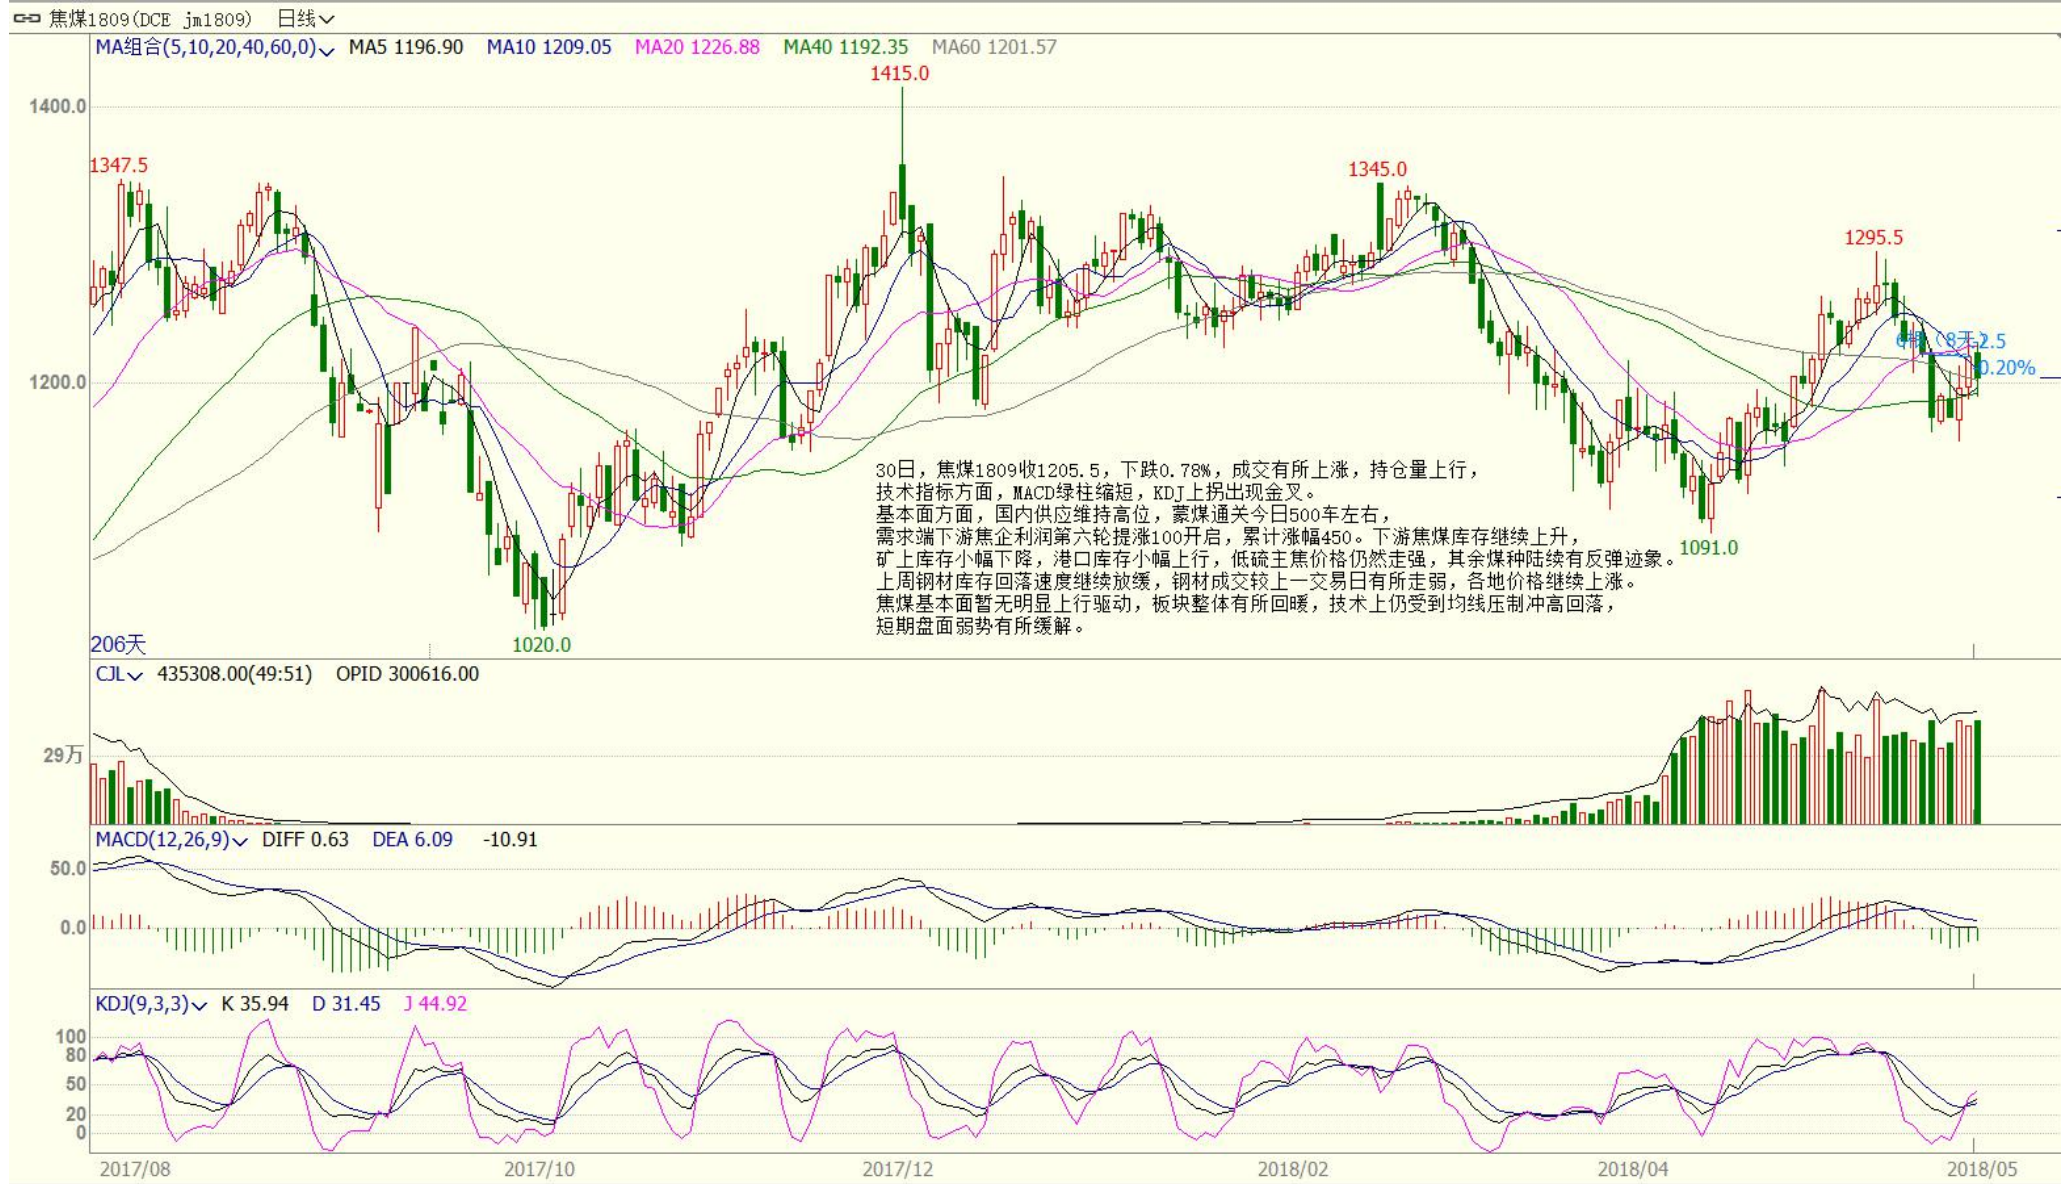 焦煤1809(DCE jm1809) 日线
MA组合(5,10,20,40,60,0) MA5 1196.90 MA10 1209.05 MA20 1226.88 MA40 1192.35 MA60 1201.57
1415.0
1400.0
1347.5
1345.0
1295.5
2.5
0.20%
1200.0
30日，焦煤1809收1205.5，下跌0.78%，成交有所上涨，持仓量上行，
技术指标方面，MACD绿柱缩短，KDJ上拐出现金叉。
基本面方面，国内供应维持高位，蒙煤通关今日500车左右，
需求端下游焦企利润第六轮提涨100开启，累计涨幅450。下游焦煤库存继续上升，
矿上库存小幅下降，港口库存小幅上行，低硫主焦价格仍然走强，其余煤种陆续有反弹迹象。
上周钢材库存回落速度继续放缓，钢材成交较上一交易日有所走弱，各地价格继续上涨。
焦煤基本面暂无明显上行驱动，板块整体有所回暖，技术上仍受到均线压制冲高回落，
短期盘面弱势有所缓解。
1091.0
206天
1020.0
CJL 435308.00(49:51) OPID 300616.00
29万
MACD(12,26,9) DIFF 0.63 DEA 6.09 -10.91
50.0
0.0
KDJ(9,3,3) K 35.94 D 31.45 J 44.92
100
80
50
20
0
2017/08 2017/10 2017/12 2018/02 2018/04 2018/05